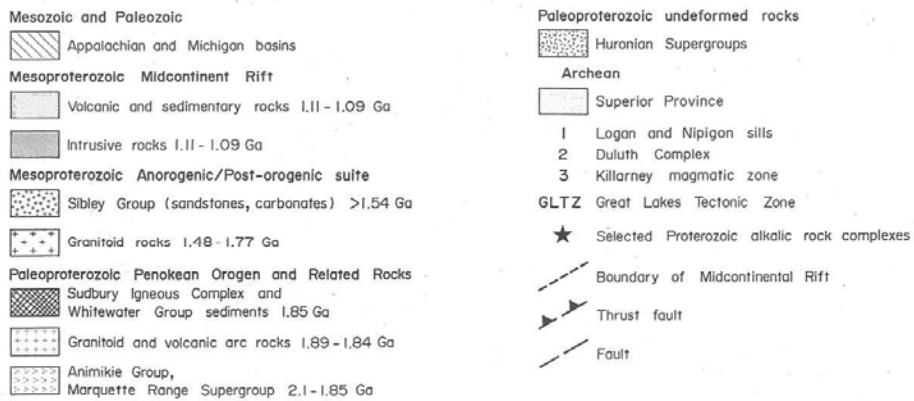 Mesozoic and Paleozoic
Appalachian and Michigan basins
Mesoproterozoic Midcontinent Rift
Volcanic and sedimentary rocks 1.11-1.09 Ga
Intrusive rocks 1.11-1.09 Ga
Mesoproterozoic Anorogenic/Post-orogenic suite
Sibley Group (sandstones, carbonates) >1.54 Ga
Granitoid rocks 1.48-1.77 Ga
Paleoproterozoic Penokean Orogen and Related Rocks
Sudbury Igneous Complex and
Whitewater Group sediments 1.85 Ga
Granitoid and volcanic arc rocks 1.89-1.84 Ga
Animikie Group,
Marquette Range Supergroup 2.1-1.85 Ga
Paleoproterozoic undeformed rocks
Huronian Supergroups
Archean
Superior Province
1 Logan and Nipigon sills
2 Duluth Complex
3 Killarney magmatic zone
GLTZ Great Lakes Tectonic Zone
Selected Proterozoic alkalic rock complexes
Boundary of Midcontinental Rift
Thrust fault
Fault